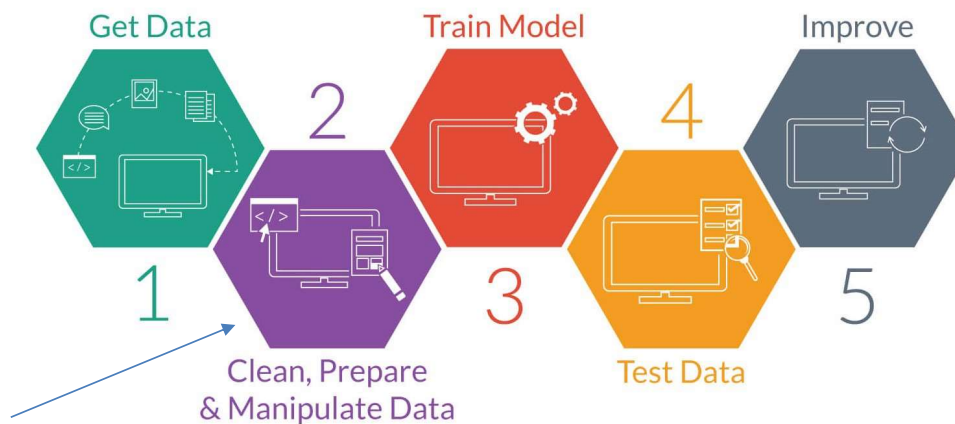 Get Data
1
</>
2
</>
Clean, Prepare
& Manipulate Data
Train Model
3
4
Test Data
Improve
5